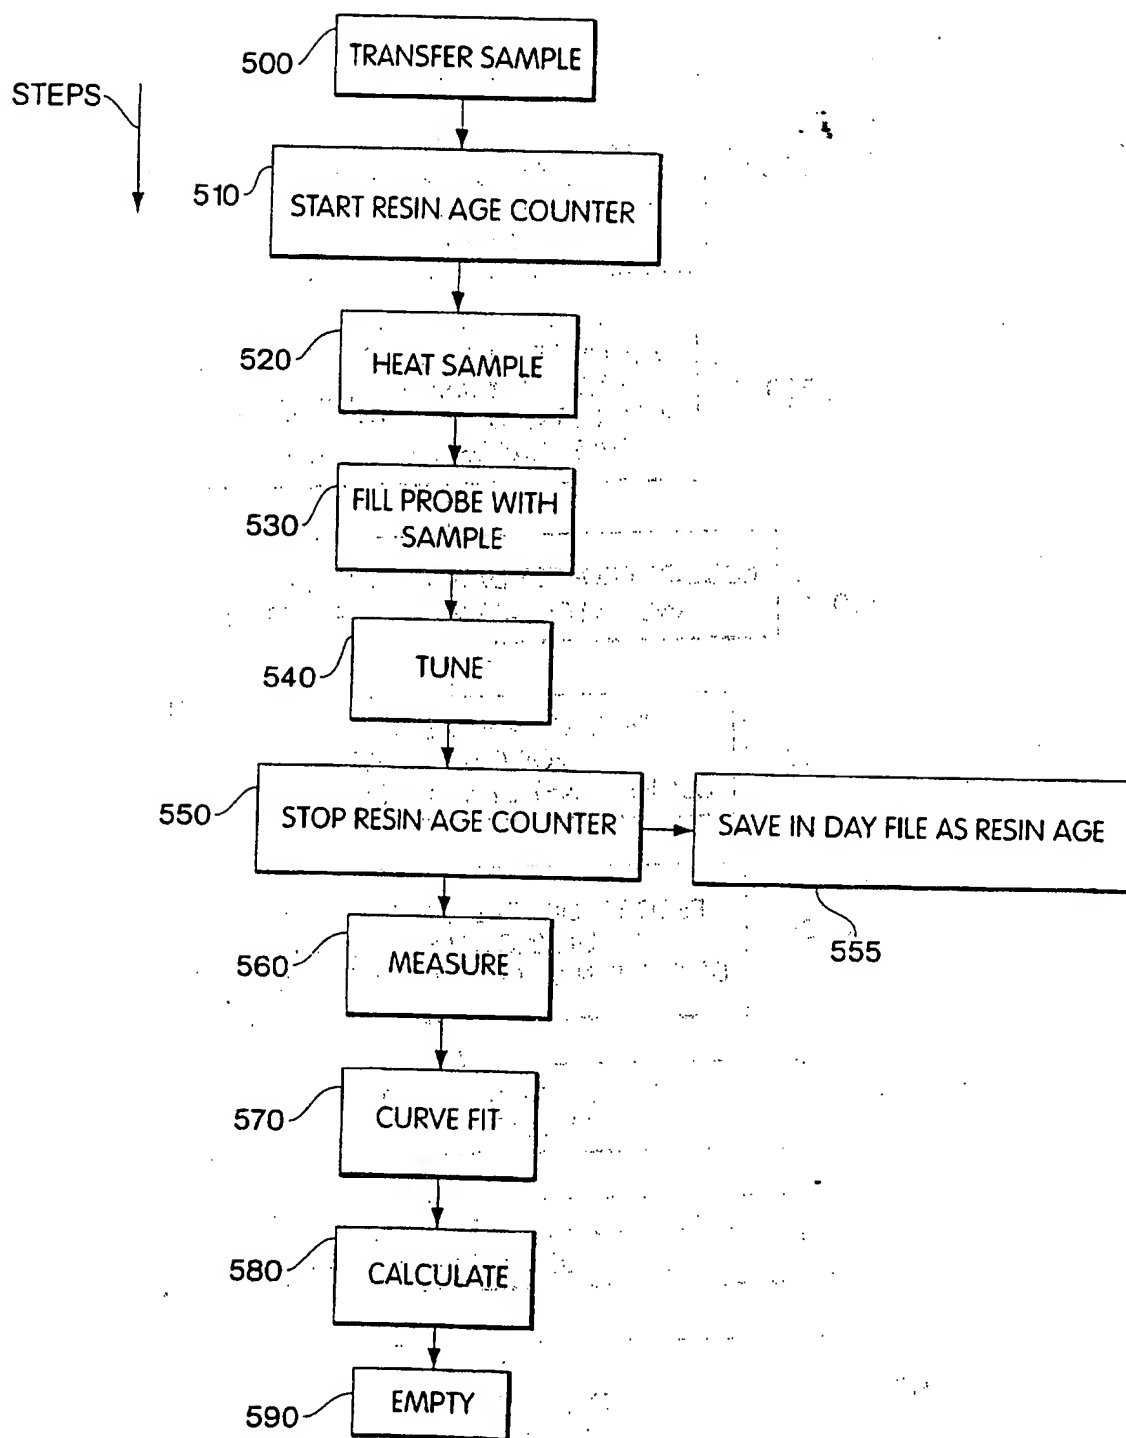 500
TRANSFER SAMPLE
STEPS
510
START RESIN AGE COUNTER
520
HEAT SAMPLE
530
FILL PROBE WITH
SAMPLE
540
TUNE
550
STOP RESIN AGE COUNTER
SAVE IN DAY FILE AS RESIN AGE
555
560
MEASURE
570
CURVE FIT
580
CALCULATE
590
EMPTY